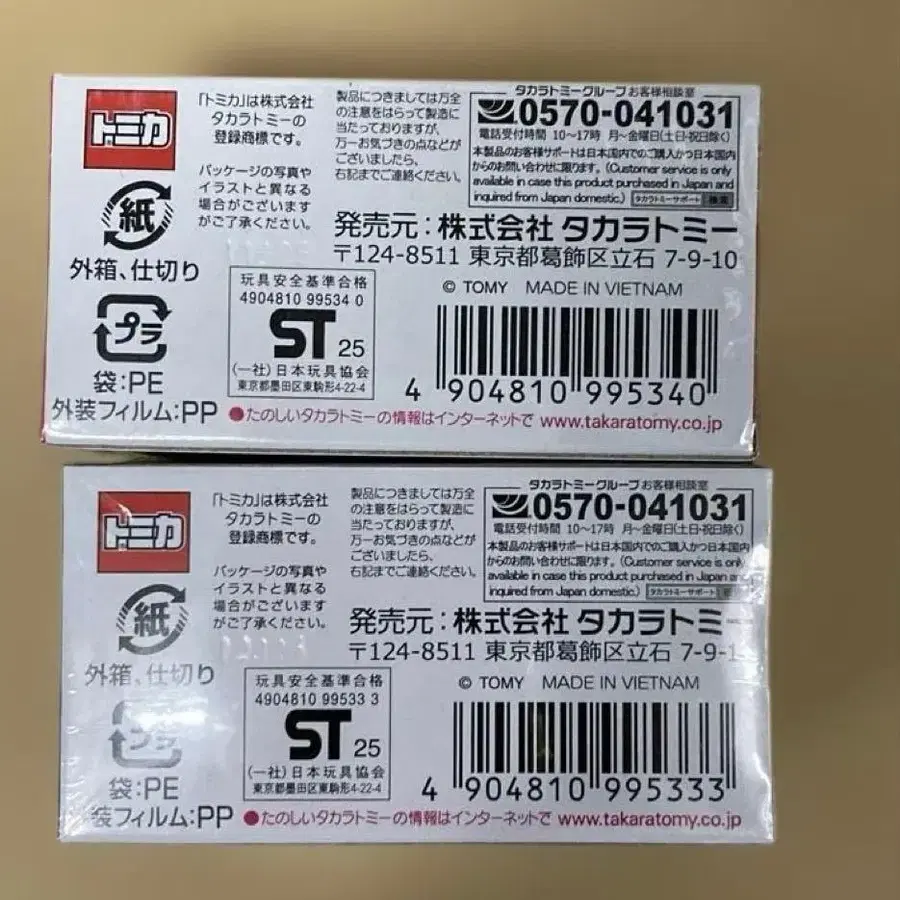 トミカ
「トミカ」は株式会社
タカラトミーの
登録商標です。
パッケージの写真や
イラストと異なる
場合がございます
がご了承ください。
製品につきましては万全
の注意をはらって製造に
当たっておりますが、
万一お気づきの点などが
ございましたら、
右記までご連絡ください。
タカラトミーグループお客様相談室
0570-041031
電話受付時間 10〜17時 月〜金曜日(土日・祝日除く)
本製品のお客様サポートは日本国内でのご購入かつ日本国内
からのお問い合わせに限ります。(Customer service is only
available in case this product purchased in Japan and
inquired from Japan domestic.) タカラトミーサポート 検索
発売元:株式会社 タカラトミー
〒124-8511 東京都葛飾区立石 7-9-10
© TOMY MADE IN VIETNAM
紙
外箱、仕切り
プラ
袋:PE
外装フィルム:PP
玩具安全基準合格
4904810 99534 0
ST 25
(一社)日本玩具協会
東京都墨田区東駒形4-22-4
4 904810 995340
●たのしいタカラトミーの情報はインターネットで www.takaratomy.co.jp
トミカ
「トミカ」は株式会社
タカラトミーの
登録商標です。
パッケージの写真や
イラストと異なる
場合がございます
がご了承ください。
製品につきましては万全
の注意をはらって製造に
当たっておりますが、
万一お気づきの点などが
ございましたら、
右記までご連絡ください。
タカラトミーグループお客様相談室
0570-041031
電話受付時間 10〜17時 月〜金曜日(土日・祝日除く)
本製品のお客様サポートは日本国内でのご購入かつ日本国内
からのお問い合わせに限ります。(Customer service is only
available in case this product purchased in Japan and
inquired from Japan domestic.) タカラトミーサポート
発売元:株式会社 タカラトミー
〒124-8511 東京都葛飾区立石 7-9-1
© TOMY MADE IN VIETNAM
紙
外箱、仕切り
プラ
袋:PE
装フィルム:PP
玩具安全基準合格
4904810 99533 3
ST 25
(一社)日本玩具協会
東京都墨田区東駒形4-22-4
4 904810 995333
●たのしいタカラトミーの情報はインターネットで www.takaratomy.co.jp